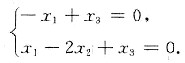 −x₁ + x₃ = 0,
x₁ − 2x₂ + x₃ = 0.